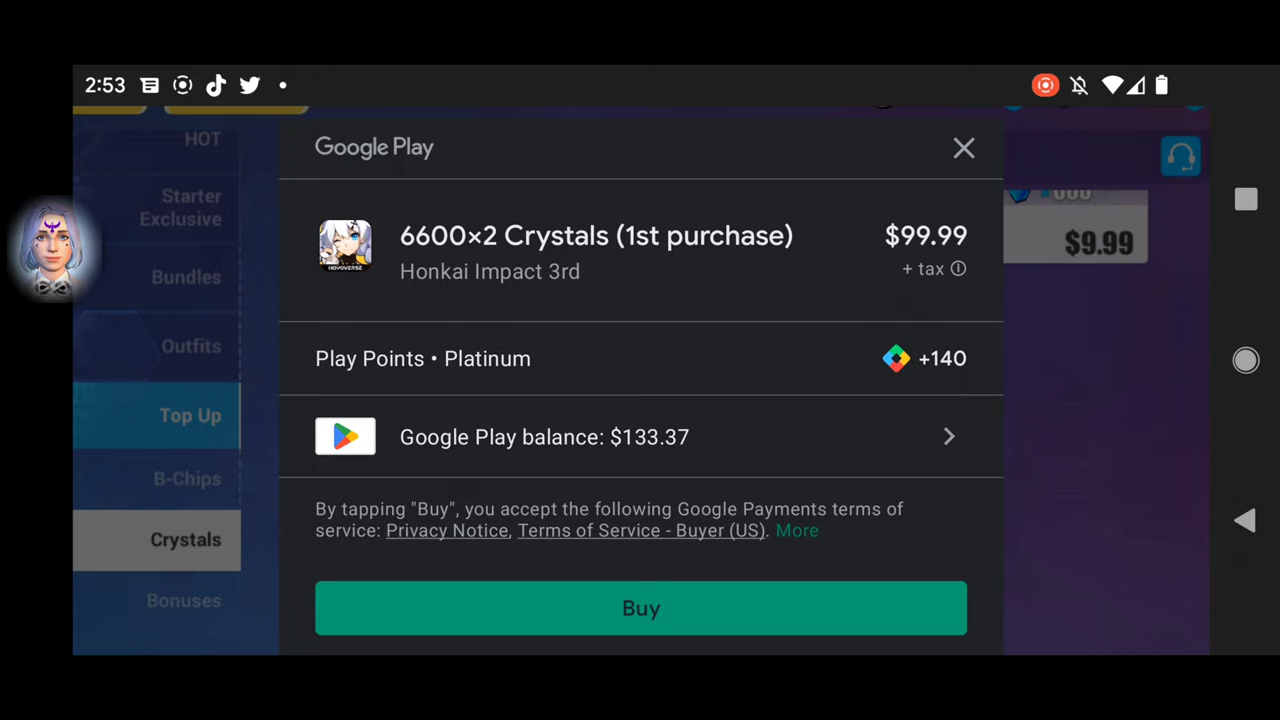 2:53
HOT
Starter
Exclusive
Bundles
Outfits
Top Up
B-Chips
Crystals
Bonuses
Google Play
6600×2 Crystals (1st purchase)
$99.99
HOYOVERSE
Honkai Impact 3rd
+ tax
Play Points • Platinum
+140
Google Play balance: $133.37
By tapping "Buy", you accept the following Google Payments terms of
service: Privacy Notice, Terms of Service - Buyer (US). More
Buy
$9.99